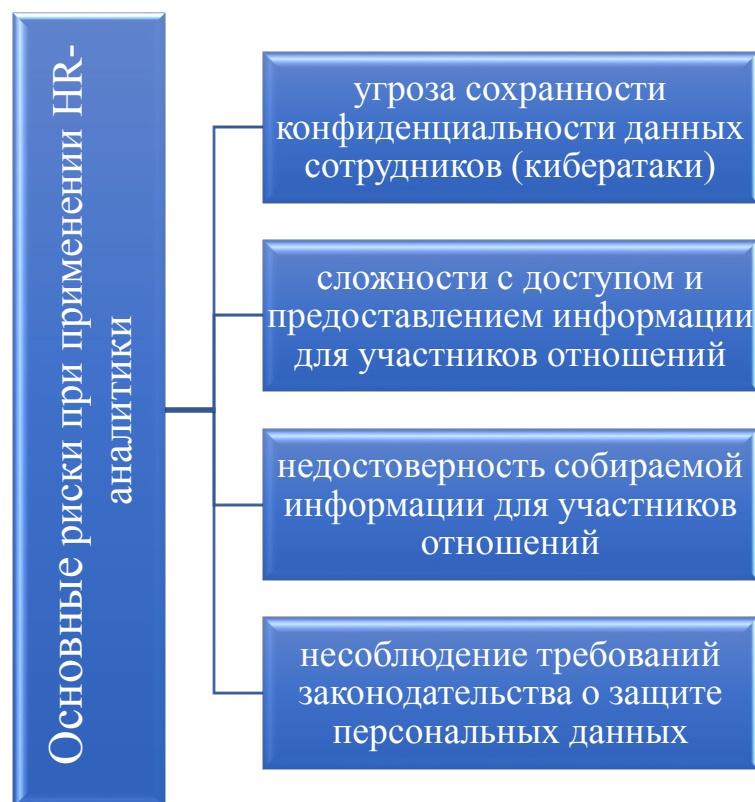 Основные риски при применении HR-
аналитики
угроза сохранности
конфиденциальности данных
сотрудников (кибератаки)
сложности с доступом и
предоставлением информации
для участников отношений
недостоверность собираемой
информации для участников
отношений
несоблюдение требований
законодательства о защите
персональных данных